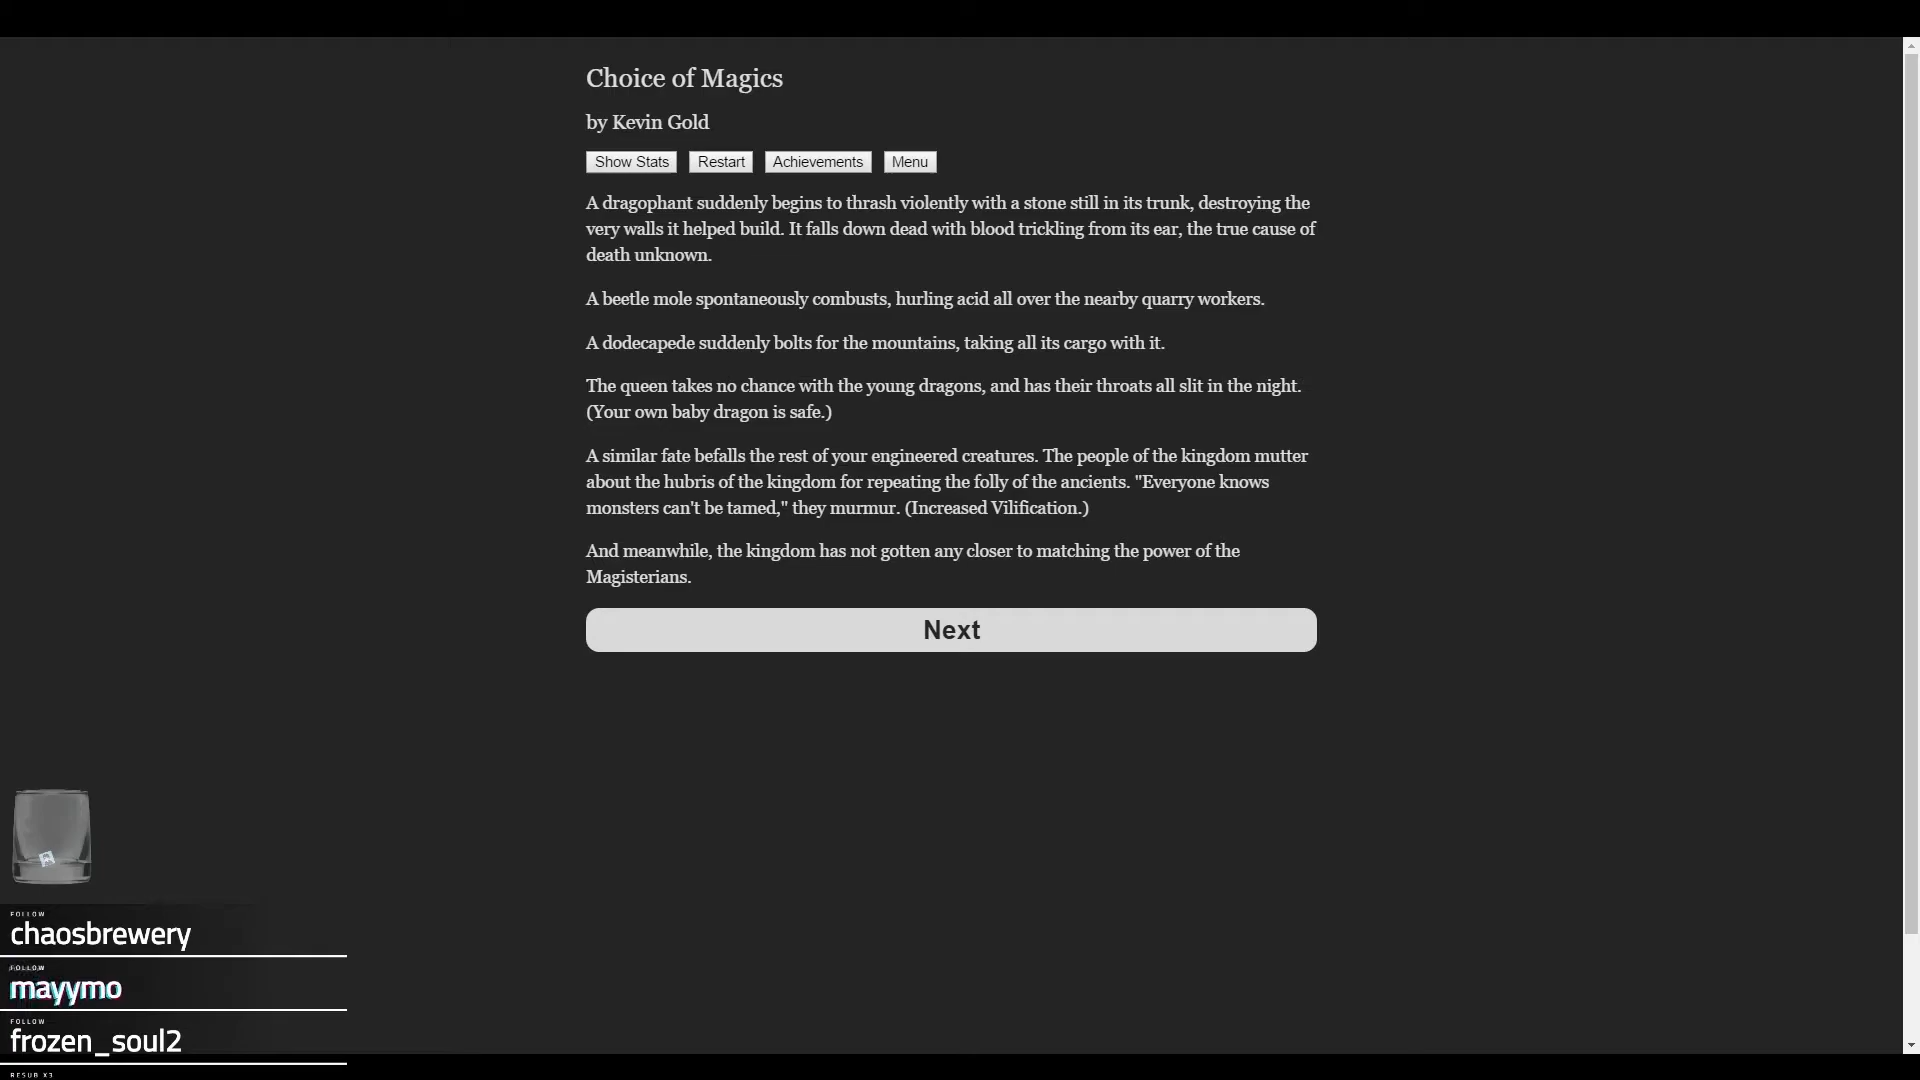 Choice of Magics
by Kevin Gold
Show Stats Restart Achievements Menu
A dragophant suddenly begins to thrash violently with a stone still in its trunk, destroying the
very walls it helped build. It falls down dead with blood trickling from its ear, the true cause of
death unknown.
A beetle mole spontaneously combusts, hurling acid all over the nearby quarry workers.
A dodecapede suddenly bolts for the mountains, taking all its cargo with it.
The queen takes no chance with the young dragons, and has their throats all slit in the night.
(Your own baby dragon is safe.)
A similar fate befalls the rest of your engineered creatures. The people of the kingdom mutter
about the hubris of the kingdom for repeating the folly of the ancients. "Everyone knows
monsters can't be tamed," they murmur. (Increased Vilification.)
And meanwhile, the kingdom has not gotten any closer to matching the power of the
Magisterians.
Next
FOLLOW
chaosbrewery
FOLLOW
mayymo
FOLLOW
frozen_soul2
RESUB X3